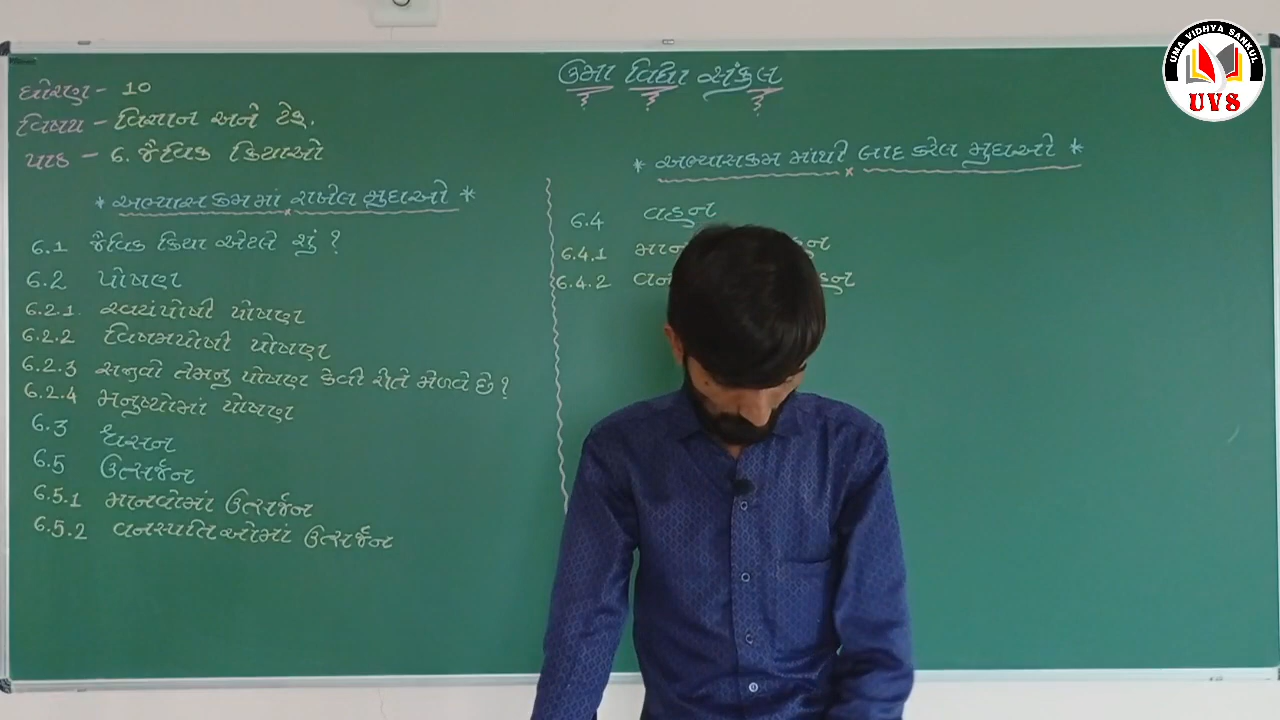 ઉમા વિદ્યા સંકુલ
UMA VIDHYA SANKUL
UVS
ધોરણ - 10
વિષય - વિજ્ઞાન અને ટેક.
પાઠ - 6. જૈવિક ક્રિયાઓ
* અભ્યાસક્રમમાં રાખેલ મુદ્દાઓ *
6.1 જૈવિક ક્રિયા એટલે શું ?
6.2 પોષણ
6.2.1. સ્વયંપોષી પોષણ
6.2.2 વિષમપોષી પોષણ
6.2.3 સજીવો તેમનુ પોષણ કેવી રીતે મેળવે છે ?
6.2.4 મનુષ્યોમાં પોષણ
6.3 શ્વસન
6.5 ઉત્સર્જન
6.5.1 માનવોમાં ઉત્સર્જન
6.5.2 વનસ્પતિઓમાં ઉત્સર્જન
* અભ્યાસક્રમ માંથી બાદ કરેલ મુદ્દાઓ *
6.4 વહન
6.4.1
6.4.2